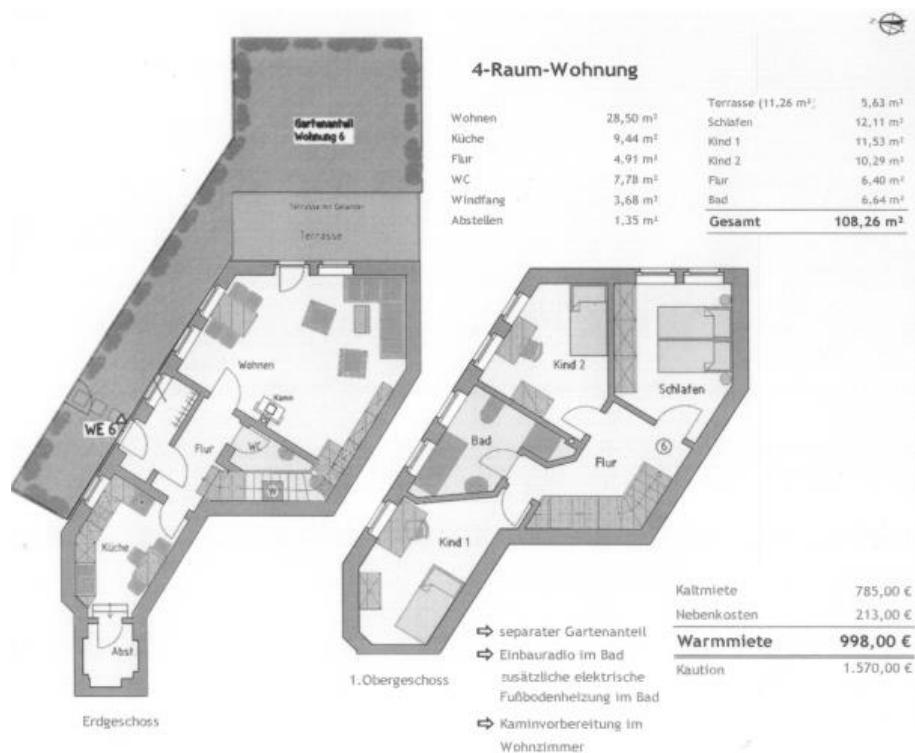 4-Raum-Wohnung
Wohnen 28,50 m²
Küche 9,44 m²
Flur 4,91 m²
WC 7,78 m²
Windfang 3,68 m²
Abstellen 1,35 m²
Terrasse (11,26 m²) 5,63 m²
Schlafen 12,11 m²
Kind 1 11,53 m²
Kind 2 10,29 m²
Flur 6,40 m²
Bad 6,64 m²
Gesamt 108,26 m²
Gartenanteil
Wohnung 6
Terrasse mit Geländer
Terrasse
Wohnen
Kamin
WE 6
Flur
WC
Küche
Abst
Erdgeschoss
Kind 2
Schlafen
Bad
Flur
6
Kind 1
1.Obergeschoss
⇨ separater Gartenanteil
⇨ Einbauradio im Bad
zusätzliche elektrische
Fußbodenheizung im Bad
⇨ Kaminvorbereitung im
Wohnzimmer
Kaltmiete 785,00 €
Nebenkosten 213,00 €
Warmmiete 998,00 €
Kaution 1.570,00 €